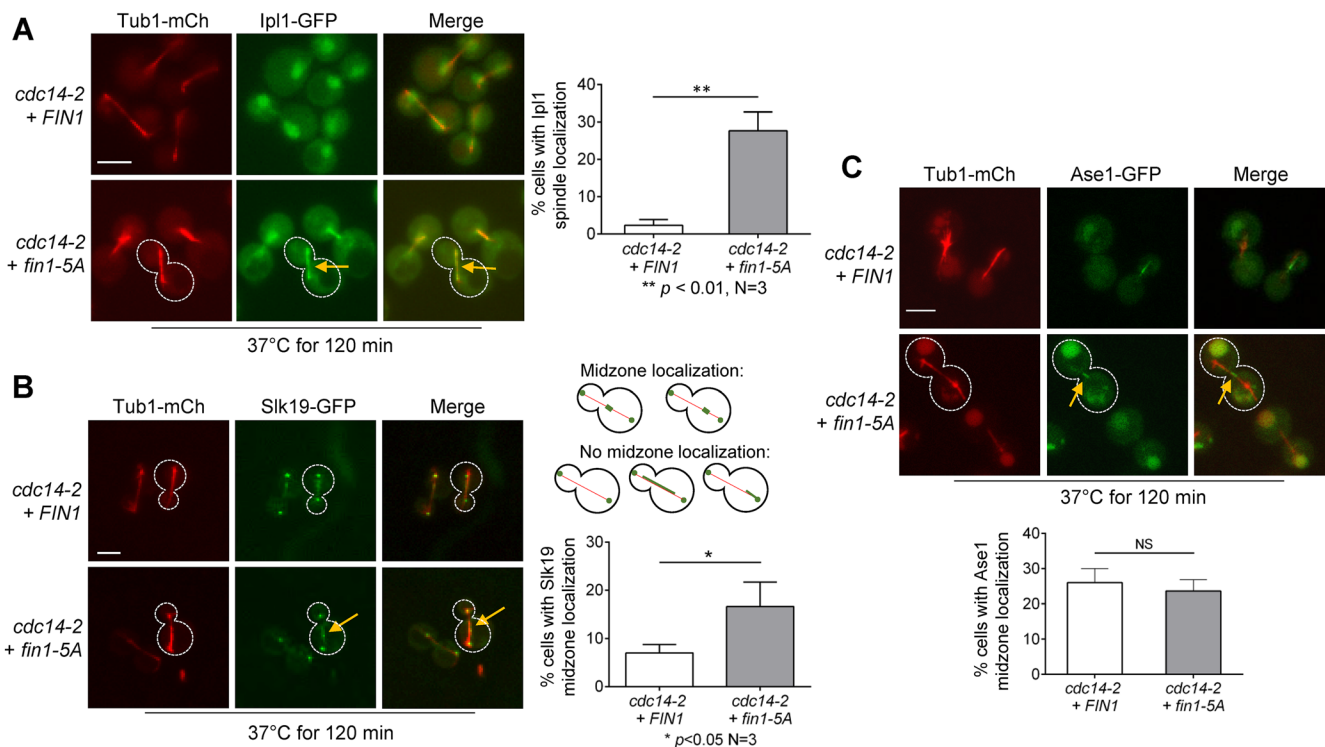 A
Tub1-mCh
Ipl1-GFP
Merge
cdc14-2
+ FIN1
cdc14-2
+ fin1-5A
37°C for 120 min
% cells with Ipl1
spindle localization
40
30
20
10
0
**
cdc14-2
+ FIN1
cdc14-2
+ fin1-5A
** p < 0.01, N=3
B
Tub1-mCh
Slk19-GFP
Merge
cdc14-2
+ FIN1
cdc14-2
+ fin1-5A
37°C for 120 min
Midzone localization:
No midzone localization:
% cells with Slk19
midzone localization
30
20
10
0
*
cdc14-2
+ FIN1
cdc14-2
+ fin1-5A
* p<0.05 N=3
C
Tub1-mCh
Ase1-GFP
Merge
cdc14-2
+ FIN1
cdc14-2
+ fin1-5A
37°C for 120 min
% cells with Ase1
midzone localization
40
30
20
10
0
NS
cdc14-2
+ FIN1
cdc14-2
+ fin1-5A